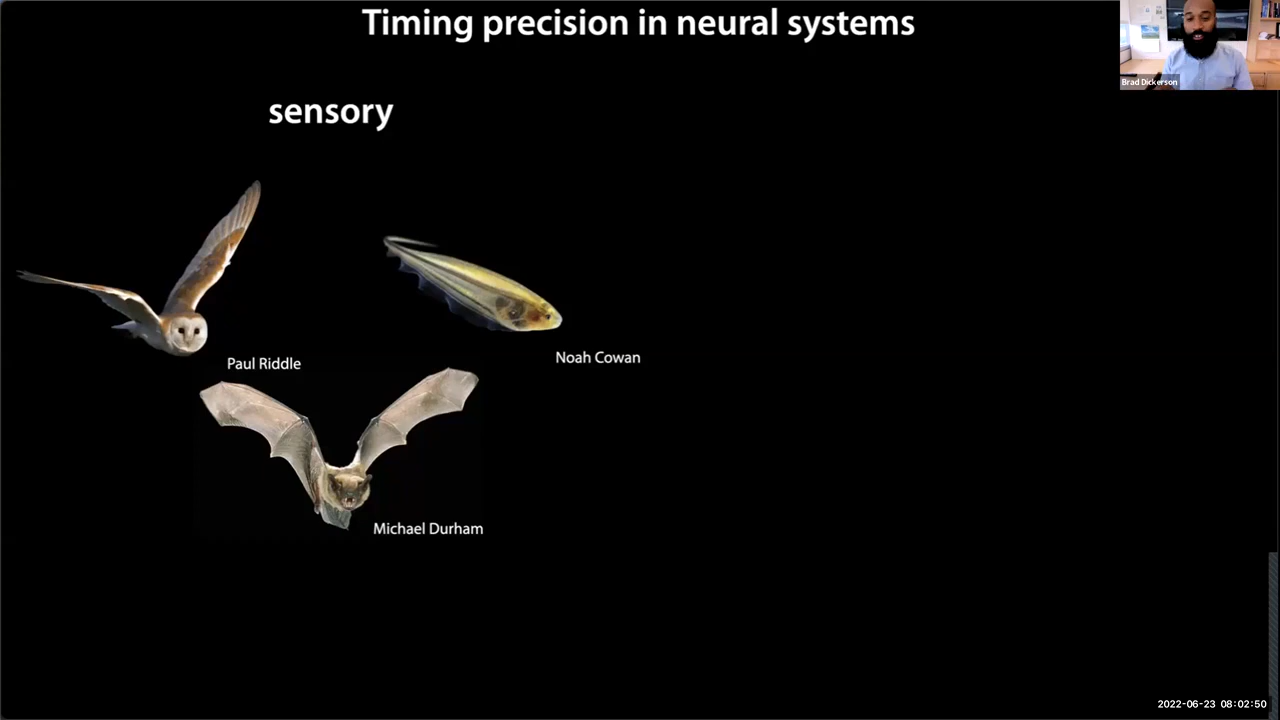 Timing precision in neural systems
Brad Dickerson
sensory
Paul Riddle
Noah Cowan
Michael Durham
2022-06-23 08:02:50